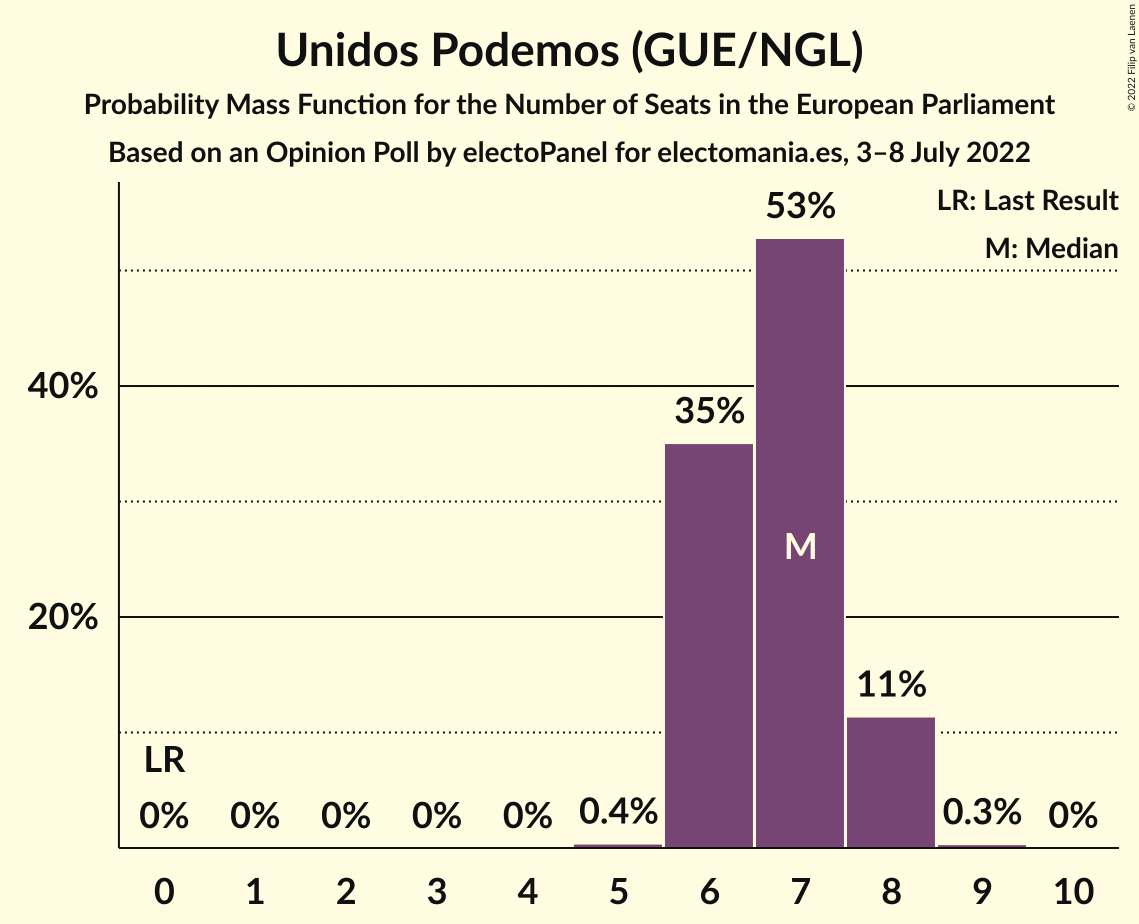 Unidos Podemos (GUE/NGL)
Probability Mass Function for the Number of Seats in the European Parliament
Based on an Opinion Poll by electoPanel for electomania.es, 3–8 July 2022
© 2022 Filip van Laenen
LR: Last Result
M: Median
53%
40%
35%
M
20%
11%
LR
0% 0% 0% 0% 0% 0.4% 0.3% 0%
0 1 2 3 4 5 6 7 8 9 10